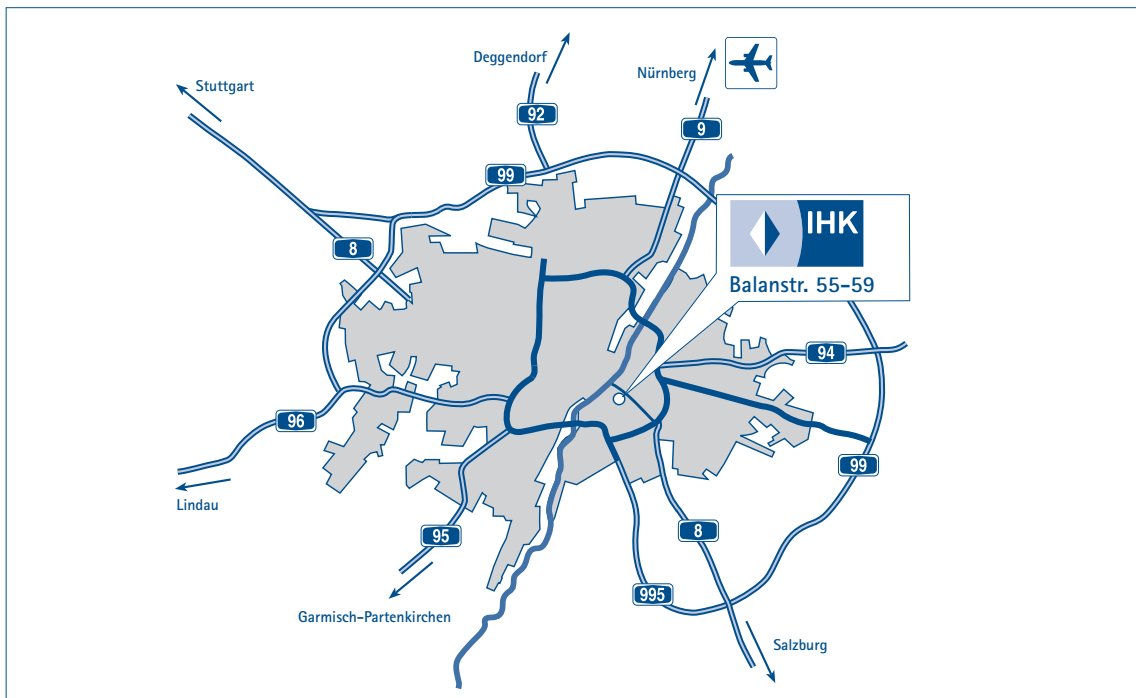 Deggendorf
Nürnberg
Stuttgart
92
9
99
IHK
8
Balanstr. 55-59
94
96
99
Lindau
95
8
995
Garmisch-Partenkirchen
Salzburg